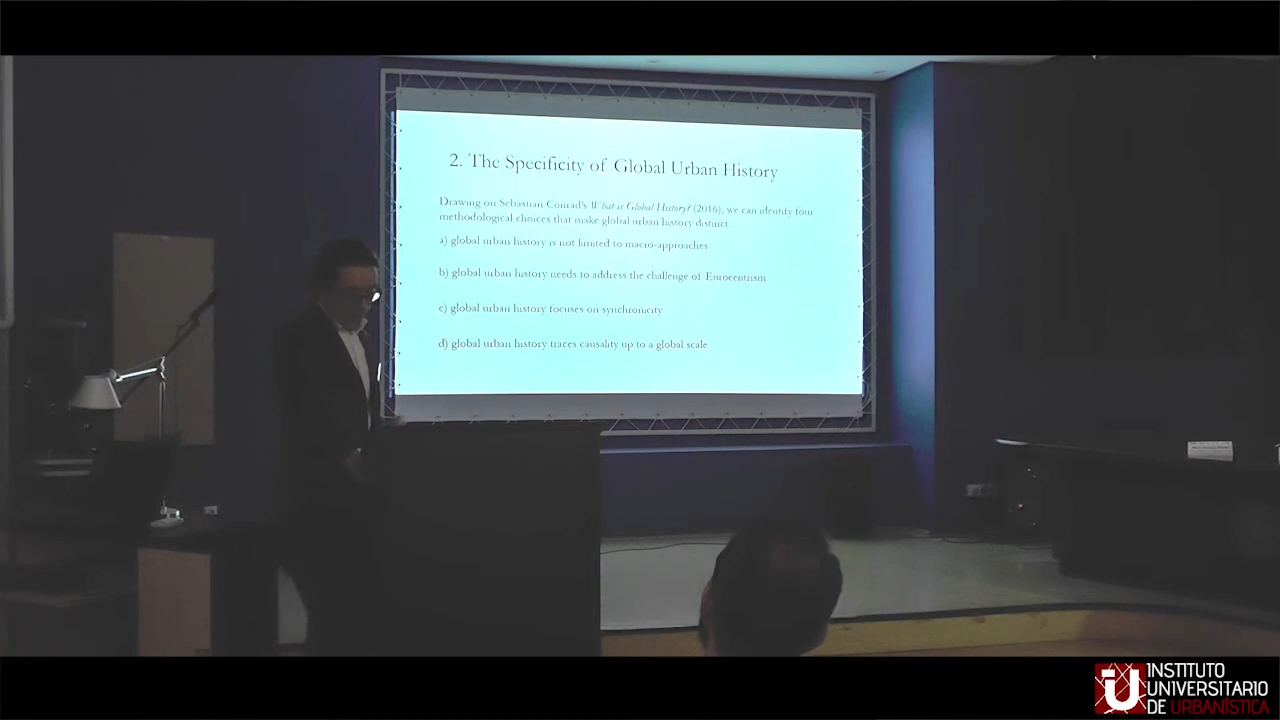 2. The Specificity of Global Urban History
Drawing on Sebastian Conrad's What is Global History? (2016), we can identify four
methodological choices that make global urban history distinct:
a) global urban history is not limited to macro-approaches
b) global urban history needs to address the challenge of Eurocentrism
c) global urban history focuses on synchronicity
d) global urban history traces causality up to a global scale
INSTITUTO
UNIVERSITARIO
DE URBANÍSTICA